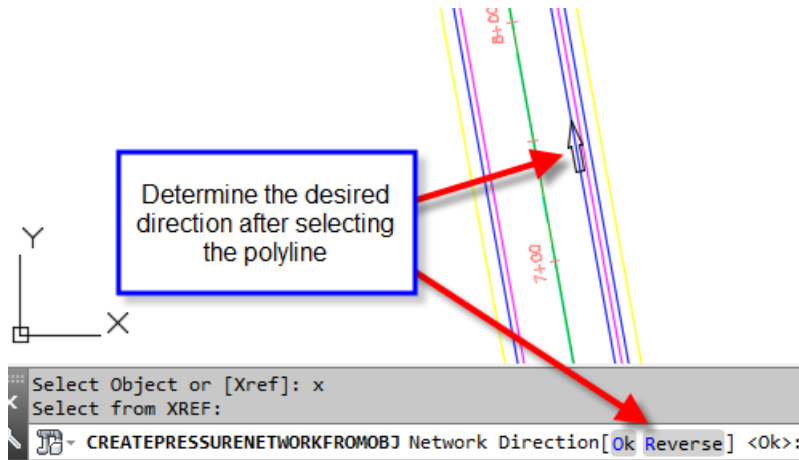 8+00
Determine the desired
direction after selecting
the polyline
Y
7+00
X
Select Object or [Xref]: x
Select from XREF:
CREATEPRESSURENETWORKFROMOBJ Network Direction[Ok Reverse] <Ok>: